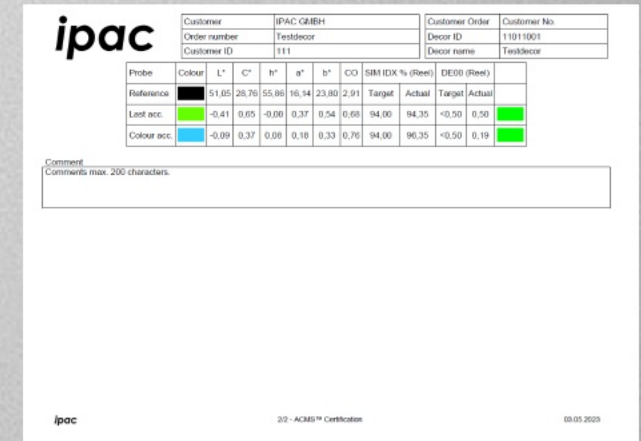 ipac
Customer IPAC GMBH Customer Order Customer No.
Order number Testdecor Decor ID 11011001
Customer ID 111 Decor name Testdecor
Probe Colour L* C* h* a* b* CO SIM IDX % (Reel) DE00 (Reel)
Reference 51,05 28,76 55,86 16,14 23,80 2,91 Target Actual Target Actual
Last acc. -0,41 0,65 -0,00 0,37 0,54 0,68 94,00 94,35 <0,50 0,50
Colour acc. -0,09 0,37 0,08 0,18 0,33 0,76 94,00 96,35 <0,50 0,19
Comment
Comments max. 200 characters.
ipac 2/2 - ACMS™ Certification 03.05.2023